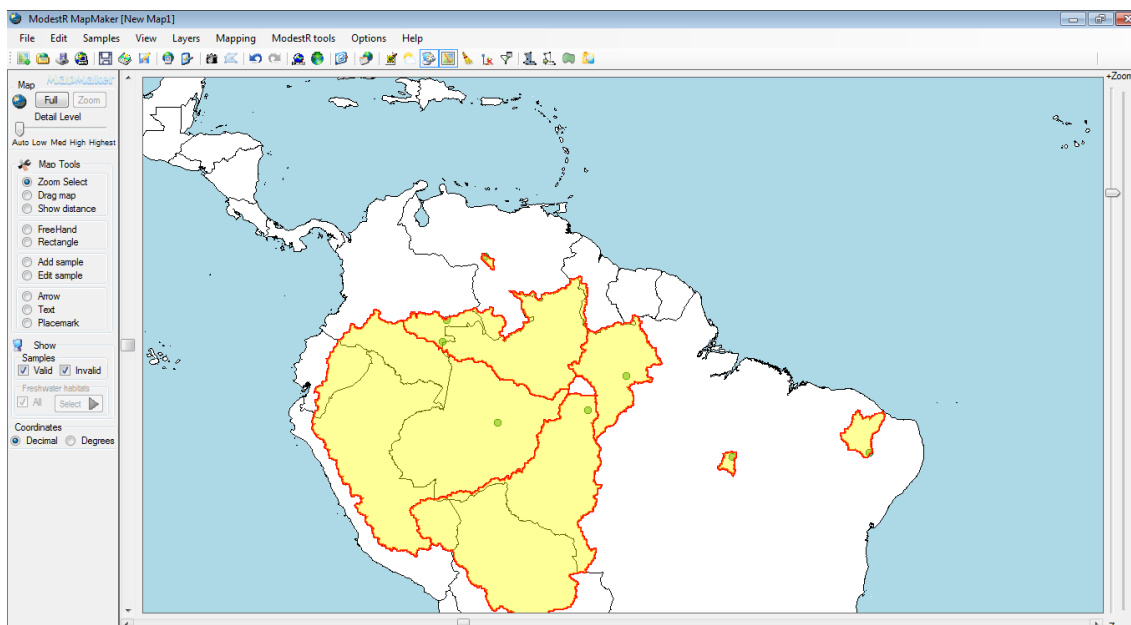 ModestR MapMaker [New Map1]
File Edit Samples View Layers Mapping ModestR tools Options Help
MapMaker
Map
Full Zoom
Detail Level
Auto Low Med High Highest
Map Tools
Zoom Select
Drag map
Show distance
FreeHand
Rectangle
Add sample
Edit sample
Arrow
Text
Placemark
Show
Samples
Valid Invalid
Freshwater habitats
All Select
Coordinates
Decimal Degrees
+Zoom